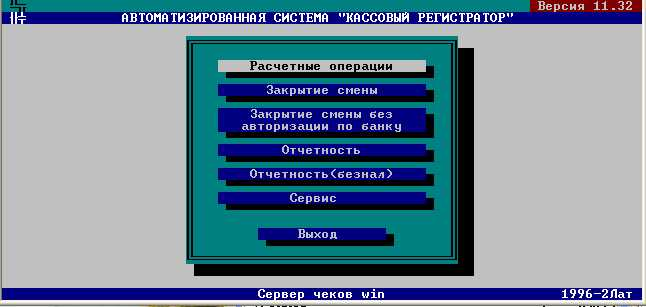 Версия 11.32
АВТОМАТИЗИРОВАННАЯ СИСТЕМА "КАССОВЫЙ РЕГИСТРАТОР"
Расчетные операции
Закрытие смены
Закрытие смены без
авторизации по банку
Отчетность
Отчетность(безнал)
Сервис
Выход
Сервер чеков win
1996-2Лат